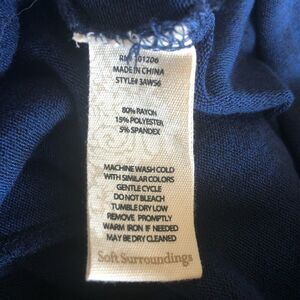 RN# 101206
MADE IN CHINA
STYLE# 3AW56
80% RAYON
15% POLYESTER
5% SPANDEX
MACHINE WASH COLD
WITH SIMILAR COLORS
GENTLE CYCLE
DO NOT BLEACH
TUMBLE DRY LOW
REMOVE PROMPTLY
WARM IRON IF NEEDED
MAY BE DRY CLEANED
Soft Surroundings